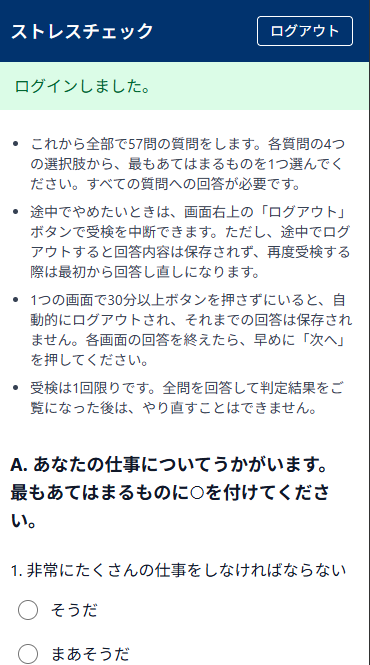 ストレスチェック ログアウト
ログインしました。
これから全部で57問の質問をします。各質問の4つ
の選択肢から、最もあてはまるものを1つ選んでく
ださい。すべての質問への回答が必要です。
途中でやめたいときは、画面右上の「ログアウト」
ボタンで受検を中断できます。ただし、途中でログ
アウトすると回答内容は保存されず、再度受検する
際は最初から回答し直しになります。
1つの画面で30分以上ボタンを押さずにいると、自
動的にログアウトされ、それまでの回答は保存され
ません。各画面の回答を終えたら、早めに「次へ」
を押してください。
受検は1回限りです。全問を回答して判定結果をご
覧になった後は、やり直すことはできません。
A. あなたの仕事についてうかがいます。
最もあてはまるものに○を付けてくださ
い。
1. 非常にたくさんの仕事をしなければならない
そうだ
まあそうだ